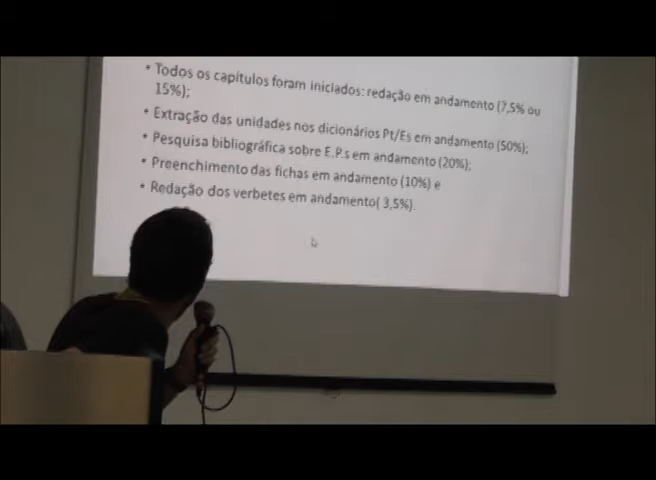 • Todos os capítulos foram iniciados: redação em andamento (7,5% ou
15%);
• Extração das unidades nos dicionários Pt/Es em andamento (50%);
• Pesquisa bibliográfica sobre E.P.s em andamento (20%);
• Preenchimento das fichas em andamento (10%) e
• Redação dos verbetes em andamento( 3,5%).